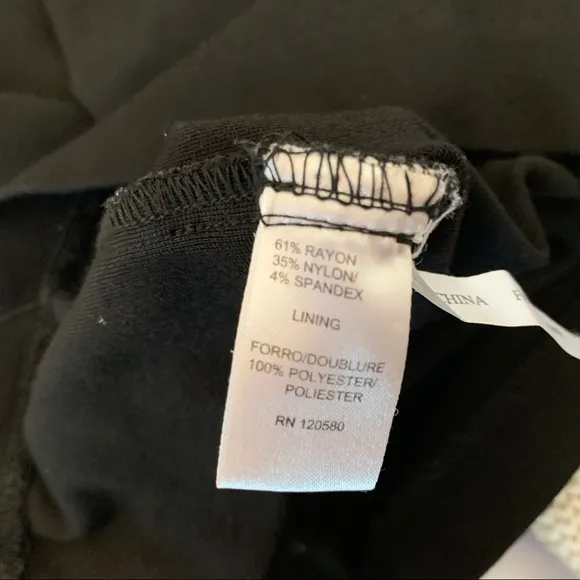 61% RAYON
35% NYLON/
4% SPANDEX
LINING
FORRO/DOUBLURE
100% POLYESTER/
POLIESTER
RN 120580
CHINA